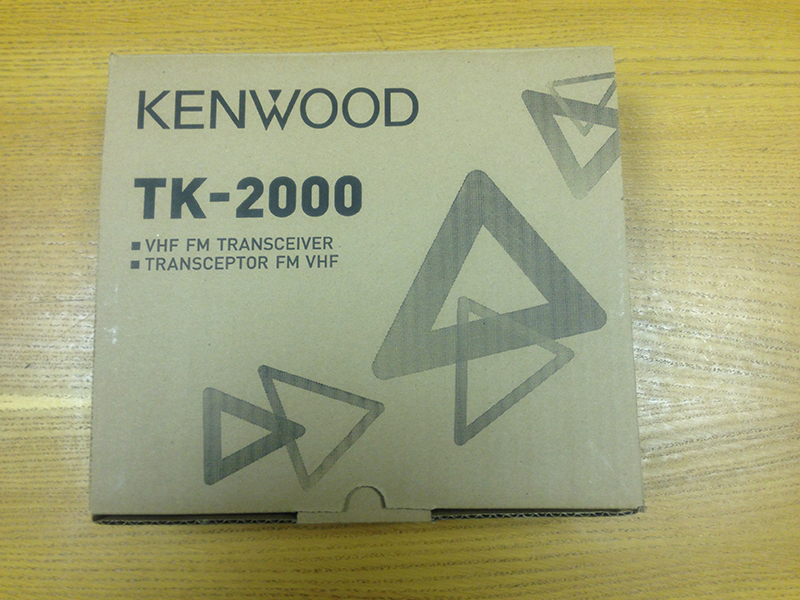 KENWOOD
TK-2000
■ VHF FM TRANSCEIVER
■ TRANSCEPTOR FM VHF